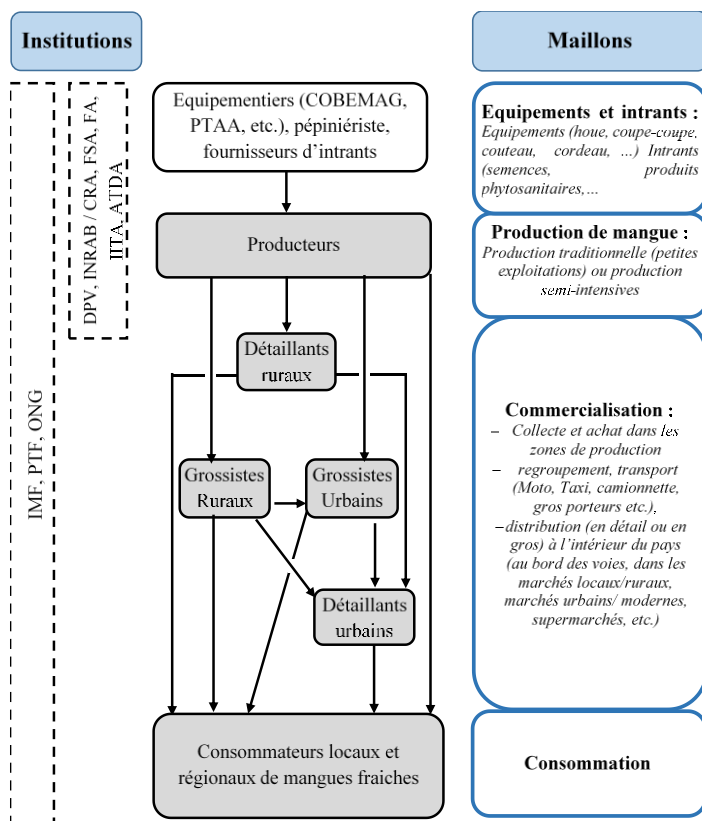 Institutions
Maillons
IMF, PTF, ONG
DPV, INRAB / CRA, FSA, FA,
IITA, ATDA
Equipementiers (COBEMAG,
PTAA, etc.), pépiniériste,
fournisseurs d'intrants
Producteurs
Détaillants
ruraux
Grossistes
Ruraux
Grossistes
Urbains
Détaillants
urbains
Consommateurs locaux et
régionaux de mangues fraiches
Equipements et intrants :
Equipements (houe, coupe-coupe,
couteau, cordeau, ...) Intrants
(semences, produits
phytosanitaires,...
Production de mangue :
Production traditionnelle (petites
exploitations) ou production
semi-intensives
Commercialisation :
– Collecte et achat dans les
zones de production
– regroupement, transport
(Moto, Taxi, camionnette,
gros porteurs etc.),
– distribution (en détail ou en
gros) à l'intérieur du pays
(au bord des voies, dans les
marchés locaux/ruraux,
marchés urbains/ modernes,
supermarchés, etc.)
Consommation